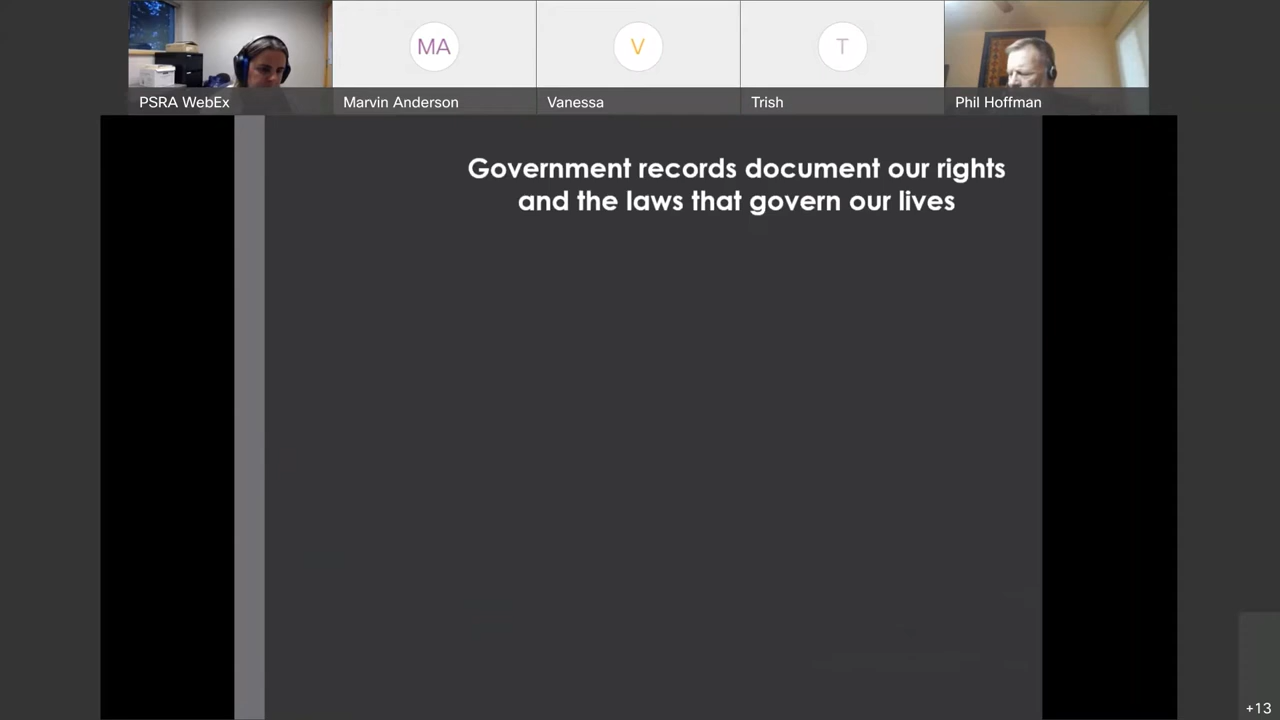 MA
V
T
PSRA WebEx
Marvin Anderson
Vanessa
Trish
Phil Hoffman
Government records document our rights
and the laws that govern our lives
+13